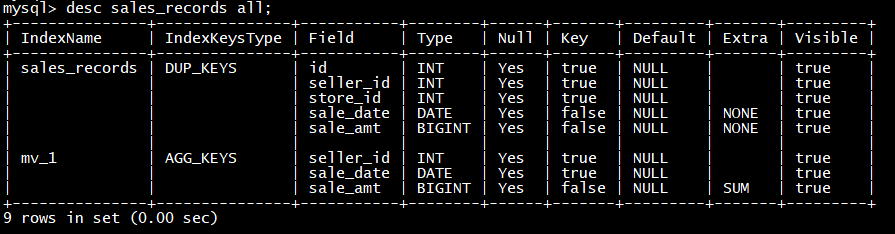 mysql> desc sales_records all;
+---------------+---------------+-----------+--------+------+-------+---------+-------+---------+
| IndexName     | IndexKeysType | Field     | Type   | Null | Key   | Default | Extra | Visible |
+---------------+---------------+-----------+--------+------+-------+---------+-------+---------+
| sales_records | DUP_KEYS      | id        | INT    | Yes  | true  | NULL    |       | true    |
|               |               | seller_id | INT    | Yes  | true  | NULL    |       | true    |
|               |               | store_id  | INT    | Yes  | true  | NULL    |       | true    |
|               |               | sale_date | DATE   | Yes  | false | NULL    | NONE  | true    |
|               |               | sale_amt  | BIGINT | Yes  | false | NULL    | NONE  | true    |
|               |               |           |        |      |       |         |       |         |
| mv_1          | AGG_KEYS      | seller_id | INT    | Yes  | true  | NULL    |       | true    |
|               |               | sale_date | DATE   | Yes  | true  | NULL    |       | true    |
|               |               | sale_amt  | BIGINT | Yes  | false | NULL    | SUM   | true    |
+---------------+---------------+-----------+--------+------+-------+---------+-------+---------+
9 rows in set (0.00 sec)